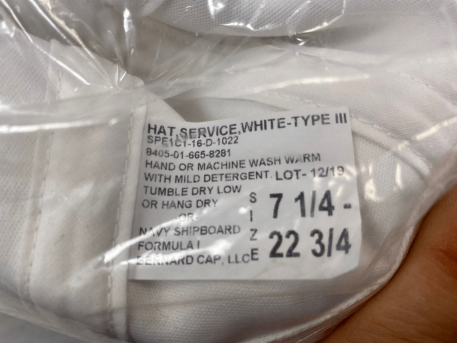 HAT,SERVICE,WHITE-TYPE III
SPE1C1-16-D-1022
8405-01-665-8281
HAND OR MACHINE WASH WARM
WITH MILD DETERGENT. LOT- 12/19
TUMBLE DRY LOW
OR HANG DRY
OR
NAVY SHIPBOARD
FORMULA I
BERNARD CAP, LLC
SIZE
7 1/4 -
22 3/4